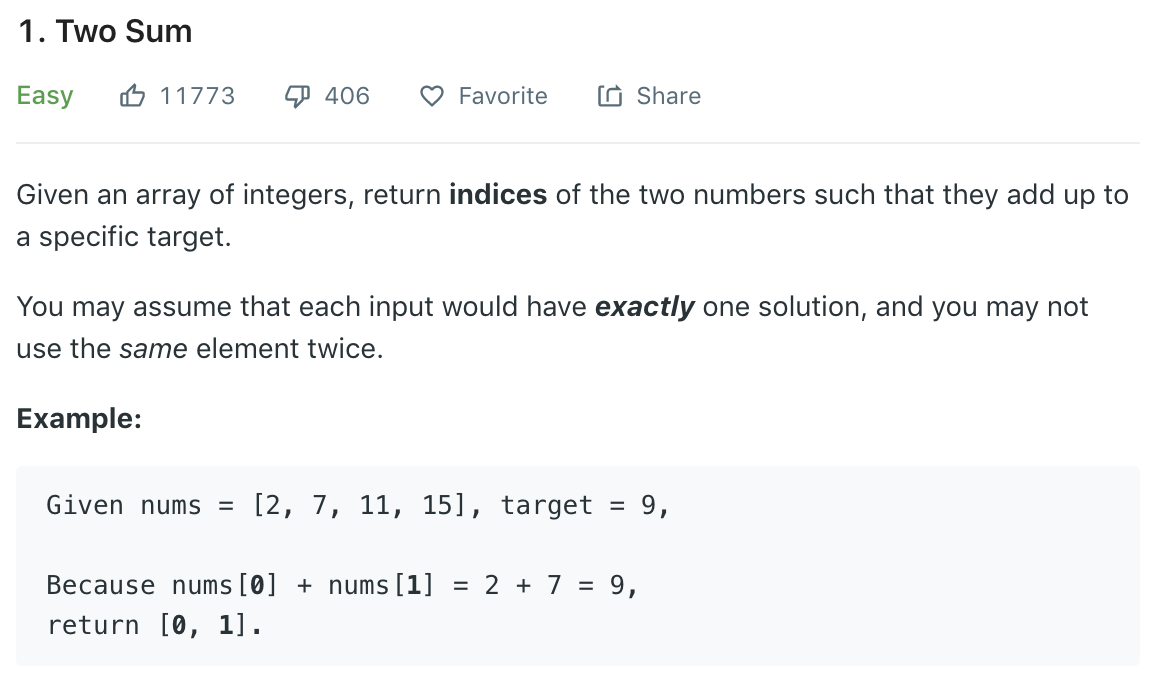 1. Two Sum
Easy 11773 406 Favorite Share
Given an array of integers, return indices of the two numbers such that they add up to
a specific target.
You may assume that each input would have exactly one solution, and you may not
use the same element twice.
Example:
Given nums = [2, 7, 11, 15], target = 9,
Because nums[0] + nums[1] = 2 + 7 = 9,
return [0, 1].